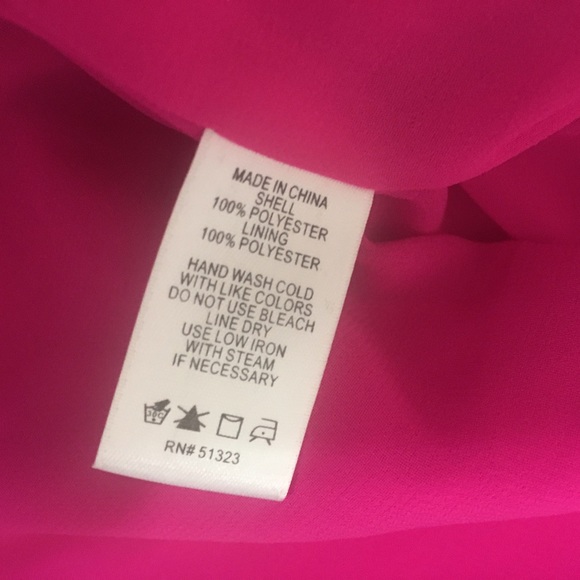 MADE IN CHINA
SHELL
100% POLYESTER
LINING
100% POLYESTER
HAND WASH COLD
WITH LIKE COLORS
DO NOT USE BLEACH
LINE DRY
USE LOW IRON
WITH STEAM
IF NECESSARY
30C
RN# 51323